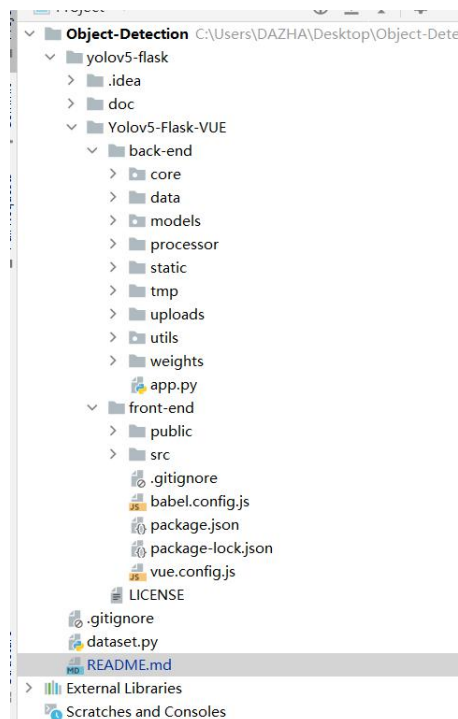 Object-Detection C:\Users\DAZHA\Desktop\Object-Dete
yolov5-flask
.idea
doc
Yolov5-Flask-VUE
back-end
core
data
models
processor
static
tmp
uploads
utils
weights
app.py
front-end
public
src
.gitignore
babel.config.js
package.json
package-lock.json
vue.config.js
LICENSE
.gitignore
dataset.py
README.md
External Libraries
Scratches and Consoles